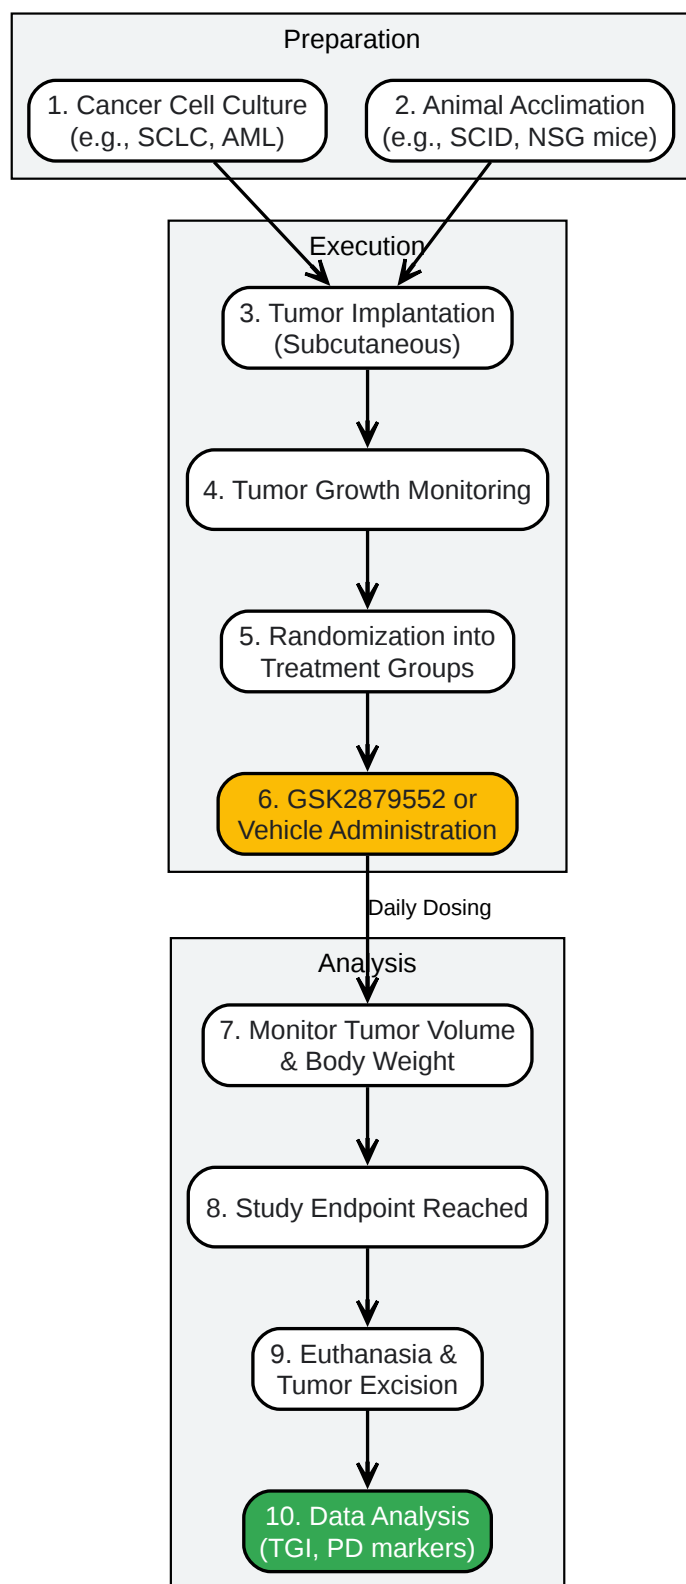 Preparation
1. Cancer Cell Culture
(e.g., SCLC, AML)
2. Animal Acclimation
(e.g., SCID, NSG mice)
Execution
3. Tumor Implantation
(Subcutaneous)
4. Tumor Growth Monitoring
5. Randomization into
Treatment Groups
6. GSK2879552 or
Vehicle Administration
Daily Dosing
Analysis
7. Monitor Tumor Volume
& Body Weight
8. Study Endpoint Reached
9. Euthanasia &
Tumor Excision
10. Data Analysis
(TGI, PD markers)